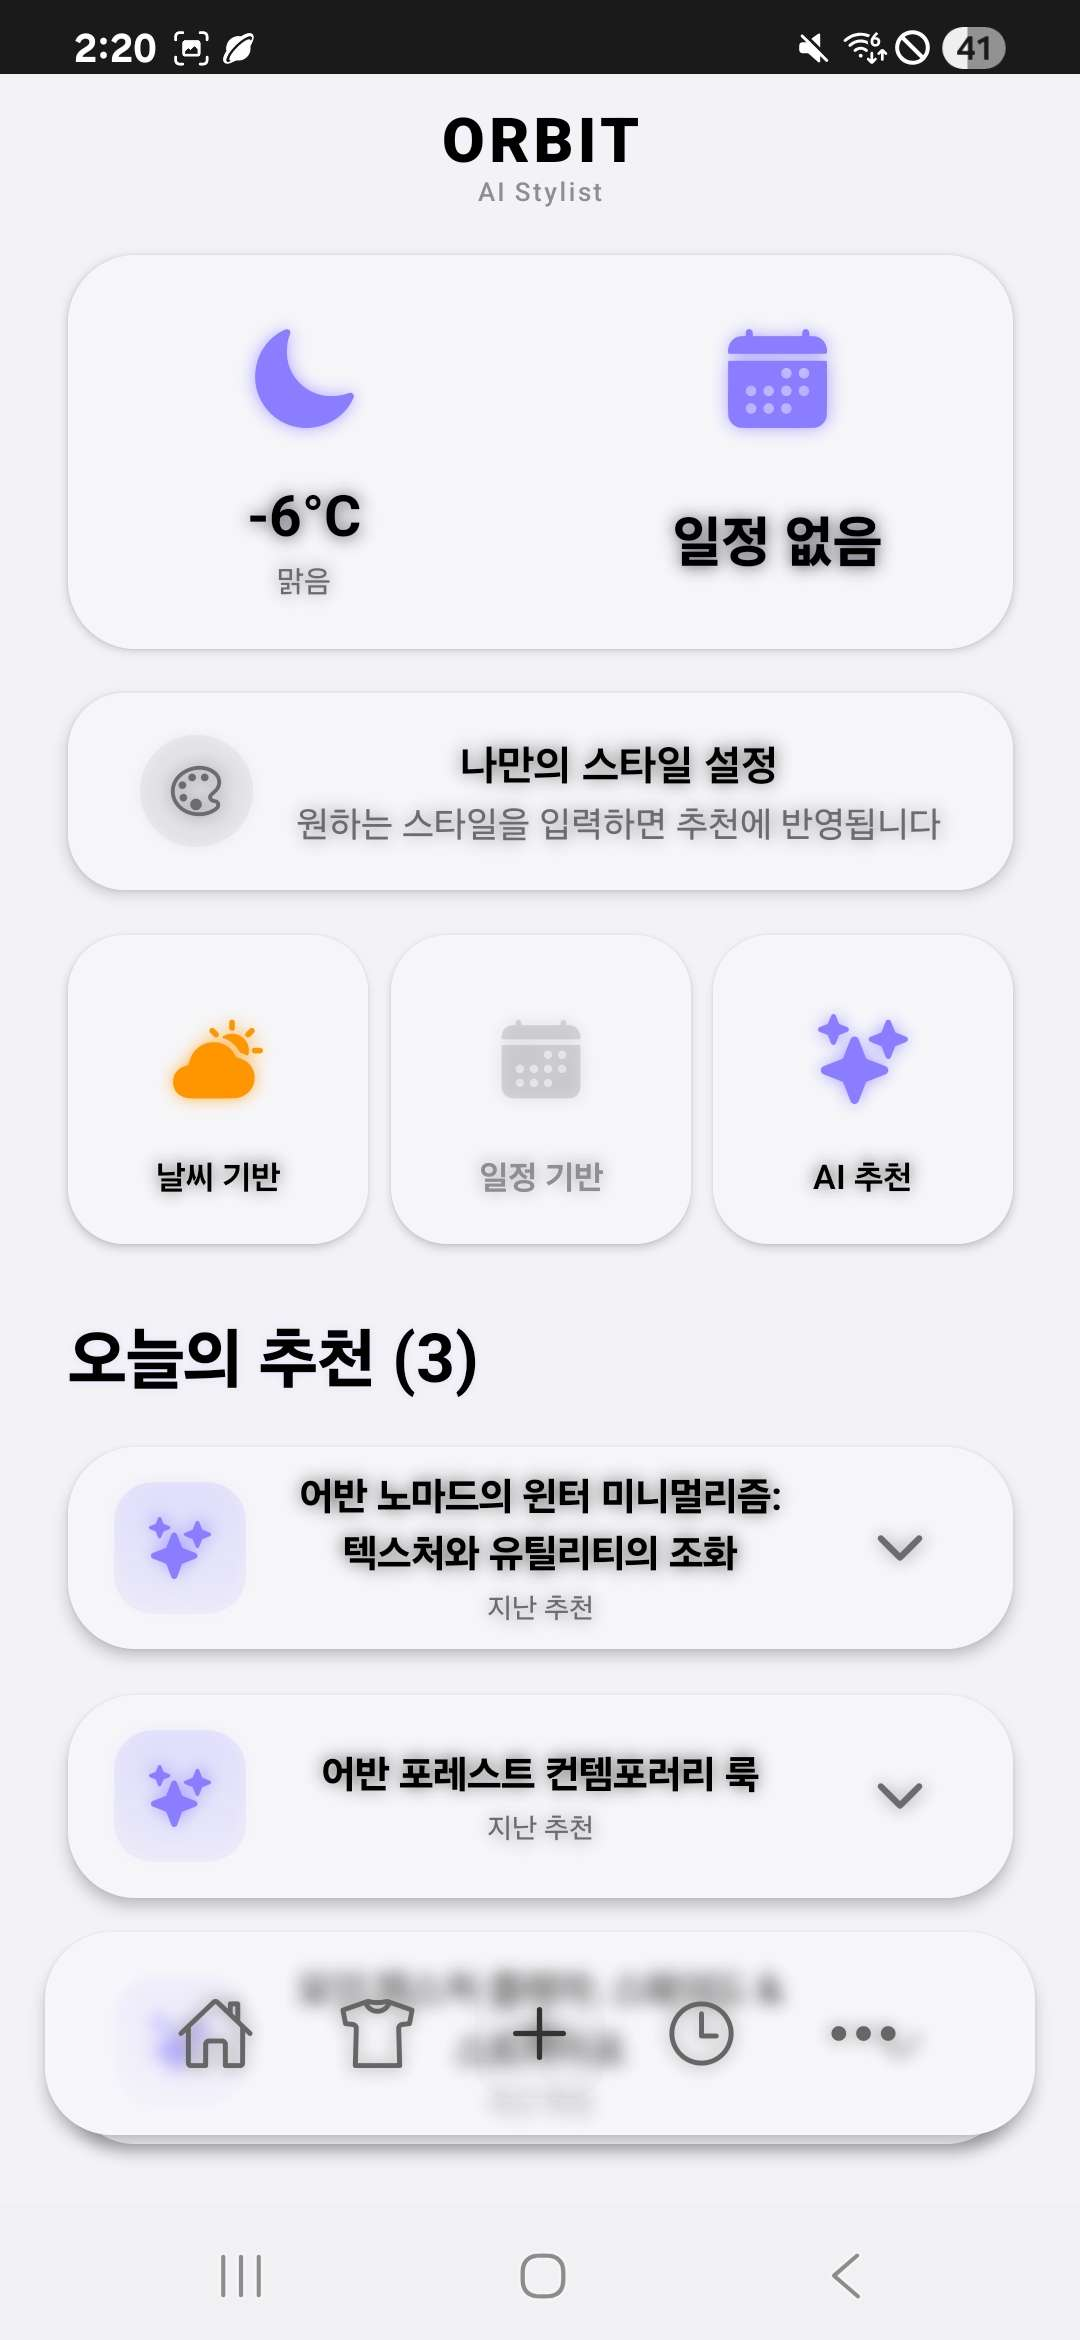 2:20
6
41
ORBIT
AI Stylist
-6°C
맑음
일정 없음
나만의 스타일 설정
원하는 스타일을 입력하면 추천에 반영됩니다
날씨 기반
일정 기반
AI 추천
오늘의 추천 (3)
어반 노마드의 윈터 미니멀리즘:
텍스처와 유틸리티의 조화
지난 추천
어반 포레스트 컨템포러리 룩
지난 추천